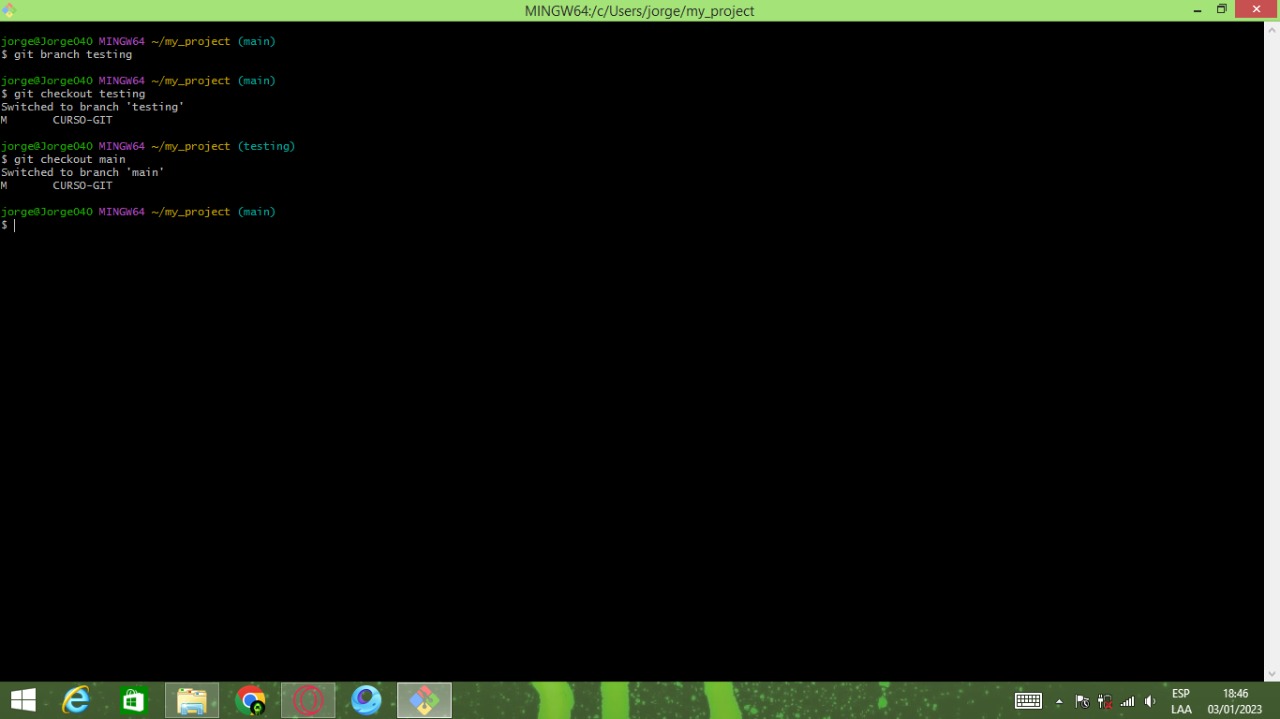 MINGW64:/c/Users/jorge/my_project
jorge@Jorge040 MINGW64 ~/my_project (main)
$ git branch testing
jorge@Jorge040 MINGW64 ~/my_project (main)
$ git checkout testing
Switched to branch 'testing'
M       CURSO-GIT
jorge@Jorge040 MINGW64 ~/my_project (testing)
$ git checkout main
Switched to branch 'main'
M       CURSO-GIT
jorge@Jorge040 MINGW64 ~/my_project (main)
$
ESP 18:46
LAA 03/01/2023